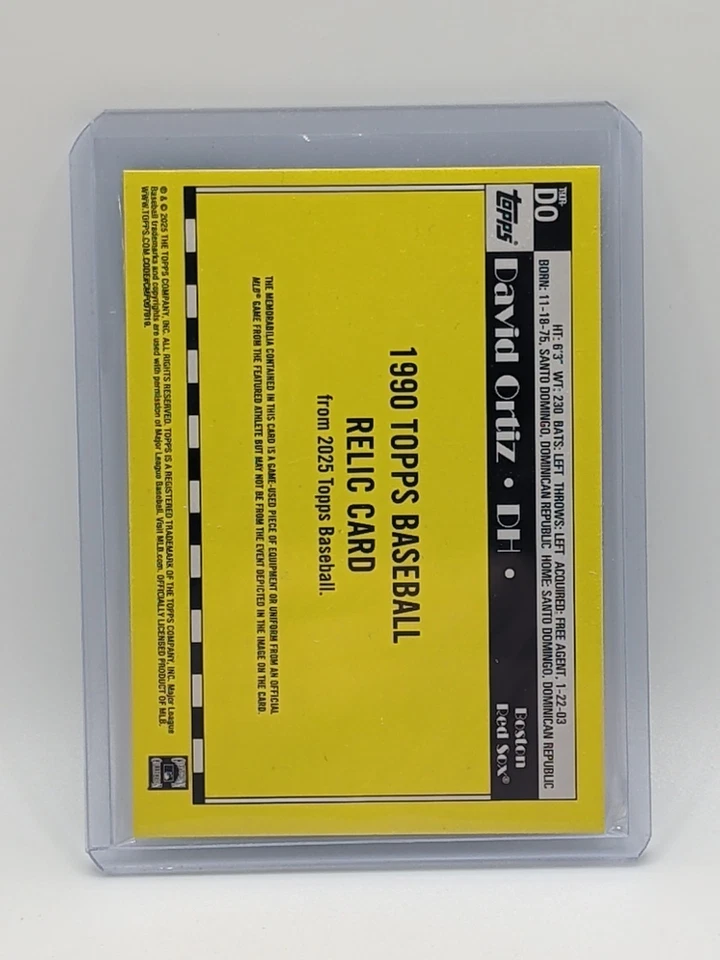 DO
HT: 6'3" WT: 230 BATS: LEFT THROWS: LEFT ACQUIRED: FREE AGENT, 1-22-03
BORN: 11-18-75, SANTO DOMINGO, DOMINICAN REPUBLIC HOME: SANTO DOMINGO, DOMINICAN REPUBLIC
Topps® David Ortiz • DH •
Boston
Red Sox®
1990 TOPPS BASEBALL
RELIC CARD
from 2025 Topps Baseball.
THE MEMORABILIA CONTAINED IN THIS CARD IS A GAME-USED PIECE OF EQUIPMENT OR UNIFORM FROM AN OFFICIAL
MLB® GAME FROM THE FEATURED ATHLETE BUT MAY NOT BE FROM THE EVENT DEPICTED IN THE IMAGE ON THE CARD.
® & © 2025 THE TOPPS COMPANY, INC. ALL RIGHTS RESERVED. TOPPS IS A REGISTERED TRADEMARK OF THE TOPPS COMPANY, INC. Major League
Baseball trademarks and copyrights are used with permission of Major League Baseball. Visit MLB.com. OFFICIALLY LICENSED PRODUCT OF MLB.
WWW.TOPPS.COM.